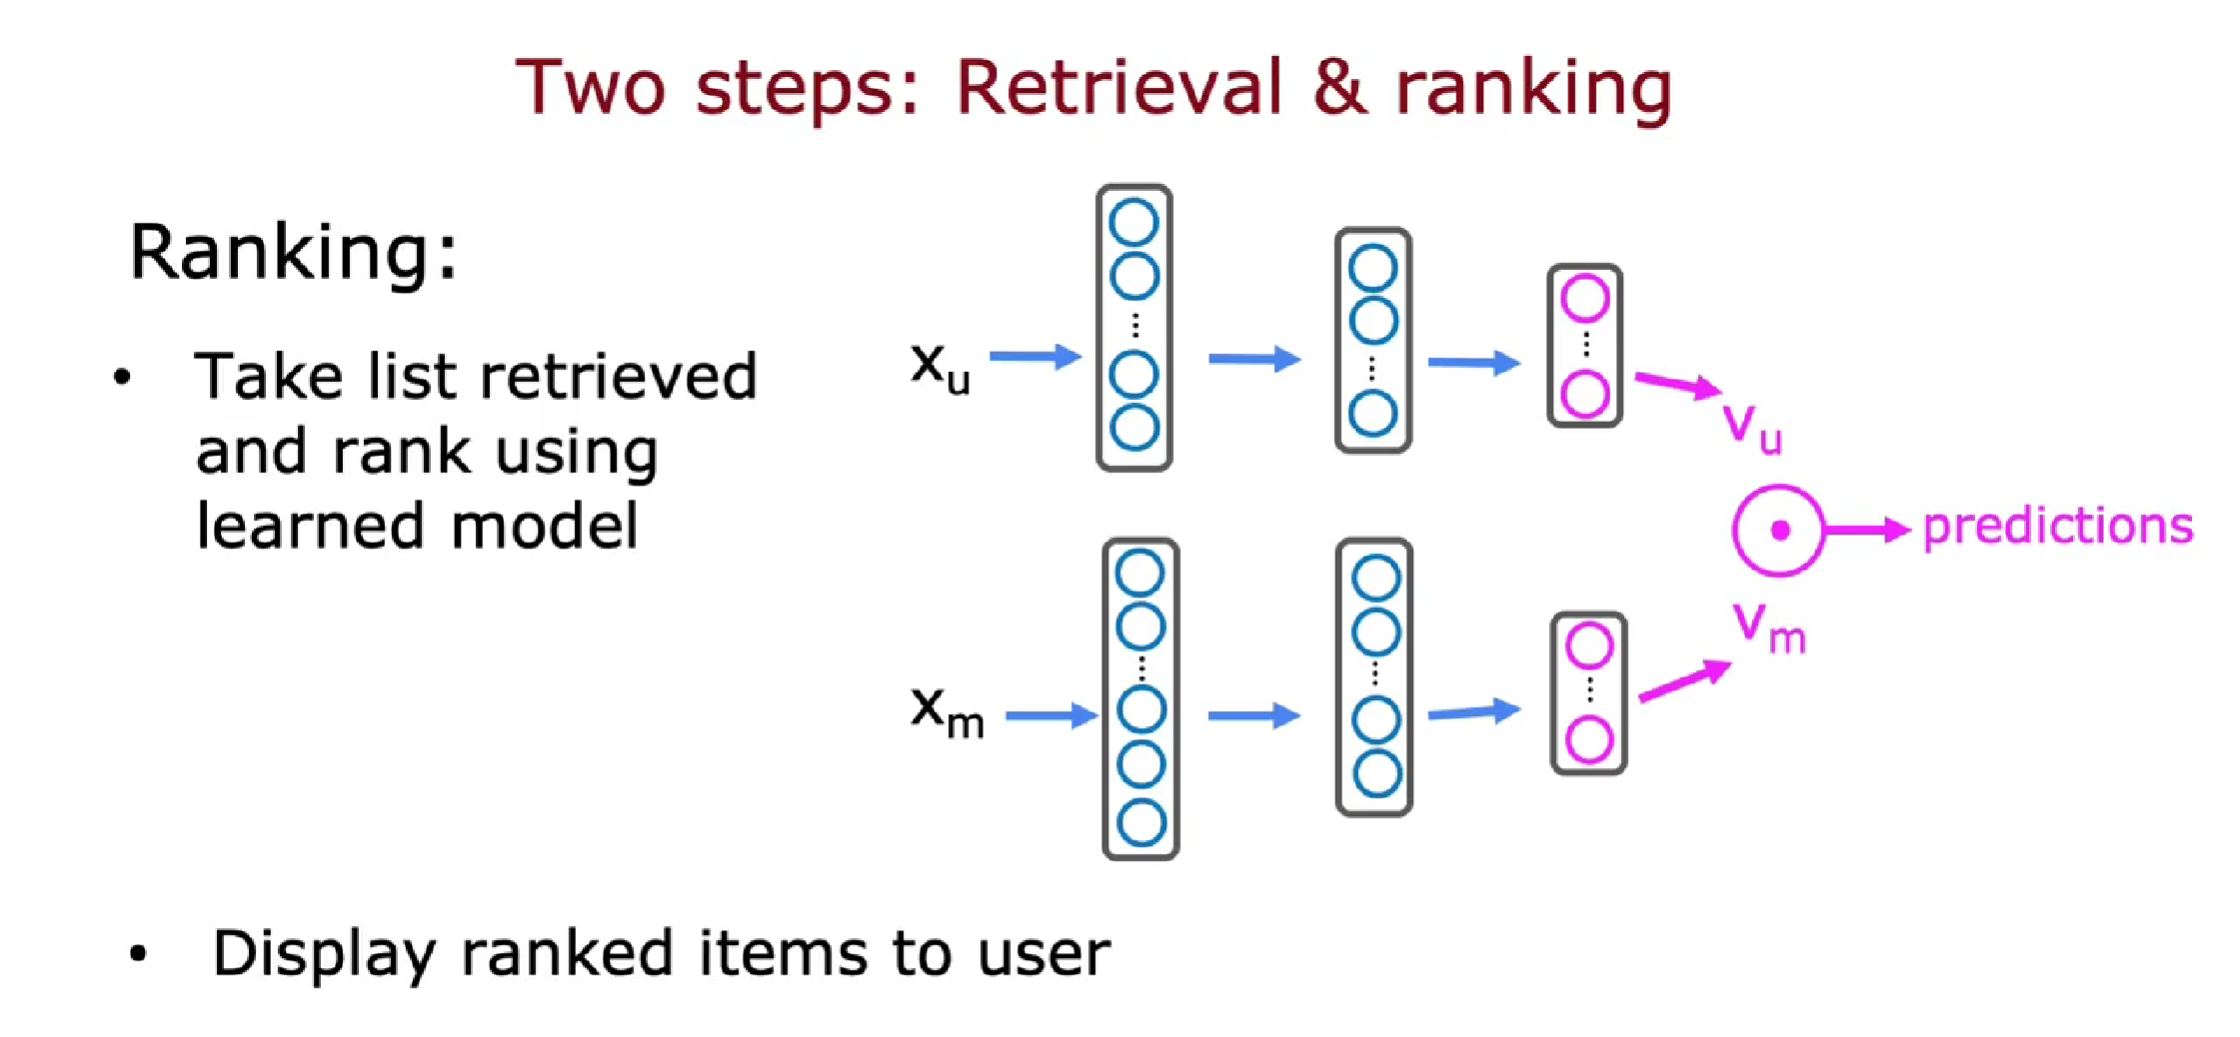 Two steps: Retrieval & ranking
Ranking:
• Take list retrieved
and rank using
learned model
x_u
v_u
predictions
v_m
x_m
• Display ranked items to user